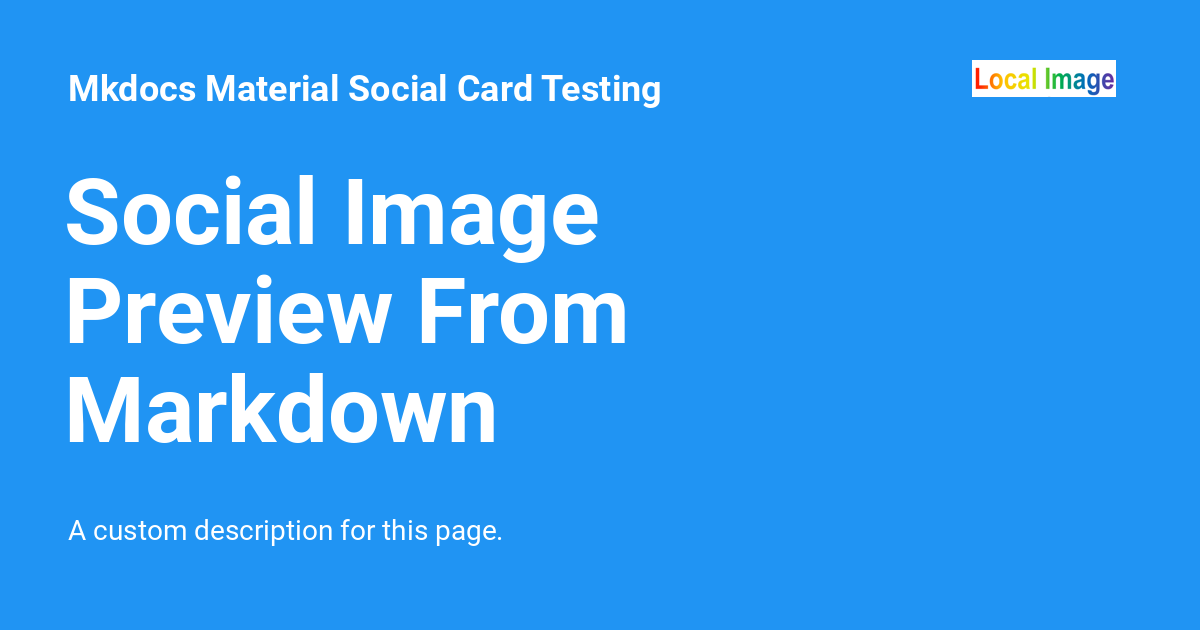 Mkdocs Material Social Card Testing
Local Image
Social Image
Preview From
Markdown
A custom description for this page.